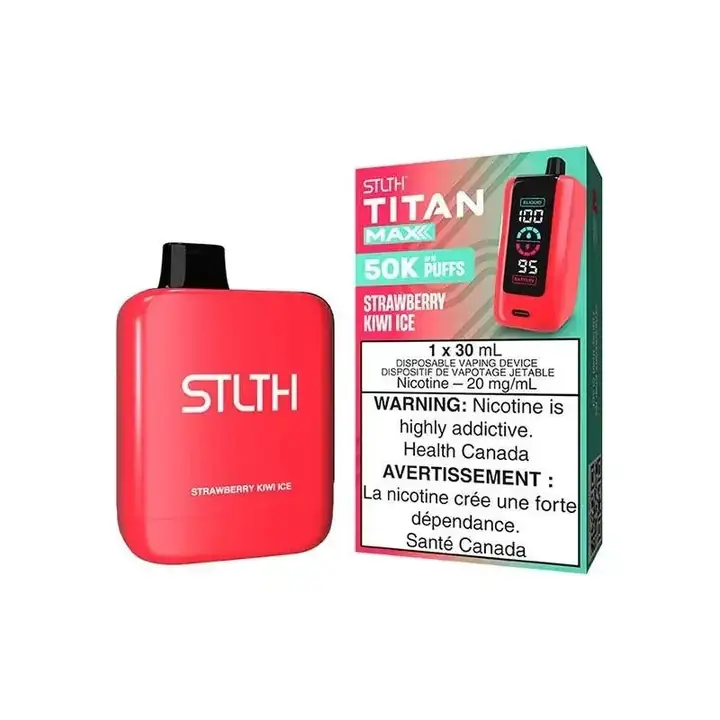 STLTH
STRAWBERRY KIWI ICE
STLTH
TITAN
MAX
50K PUFFS
STRAWBERRY
KIWI ICE
ELIQUID
100
95
BATTERY
1 x 30 mL
DISPOSABLE VAPING DEVICE
DISPOSITIF DE VAPOTAGE JETABLE
Nicotine – 20 mg/mL
WARNING: Nicotine is
highly addictive.
Health Canada
AVERTISSEMENT :
La nicotine crée une forte
dépendance.
Santé Canada